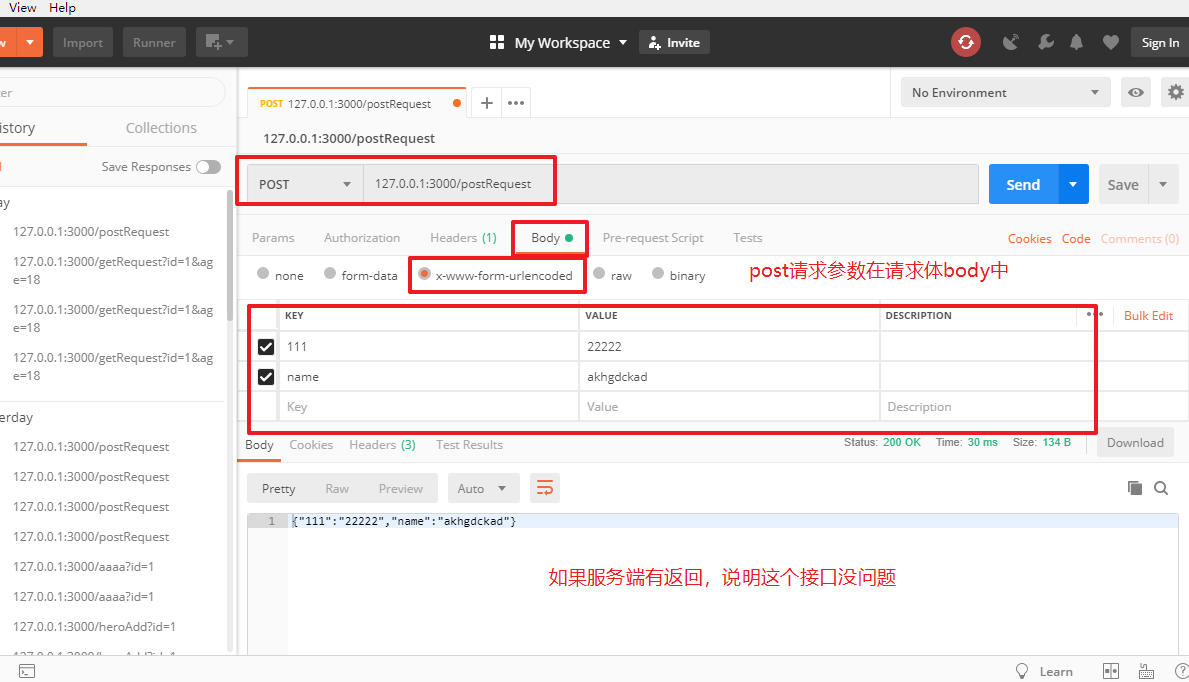 View Help
w Import Runner My Workspace Invite Sign In
ter
istory Collections
Save Responses
ay
127.0.0.1:3000/postRequest
127.0.0.1:3000/getRequest?id=1&ag
e=18
127.0.0.1:3000/getRequest?id=1&ag
e=18
127.0.0.1:3000/getRequest?id=1&ag
e=18
erday
127.0.0.1:3000/postRequest
127.0.0.1:3000/postRequest
127.0.0.1:3000/postRequest
127.0.0.1:3000/postRequest
127.0.0.1:3000/aaaa?id=1
127.0.0.1:3000/aaaa?id=1
127.0.0.1:3000/heroAdd?id=1
POST 127.0.0.1:3000/postRequest
No Environment
127.0.0.1:3000/postRequest
POST 127.0.0.1:3000/postRequest Send Save
Params Authorization Headers (1) Body Pre-request Script Tests Cookies Code Comments (0)
none form-data x-www-form-urlencoded raw binary
post请求参数在请求体body中
KEY VALUE DESCRIPTION Bulk Edit
111 22222
name akhgdckad
Key Value Description
Body Cookies Headers (3) Test Results Status: 200 OK Time: 30 ms Size: 134 B Download
Pretty Raw Preview Auto
1 {"111":"22222","name":"akhgdckad"}
如果服务端有返回，说明这个接口没问题
Learn